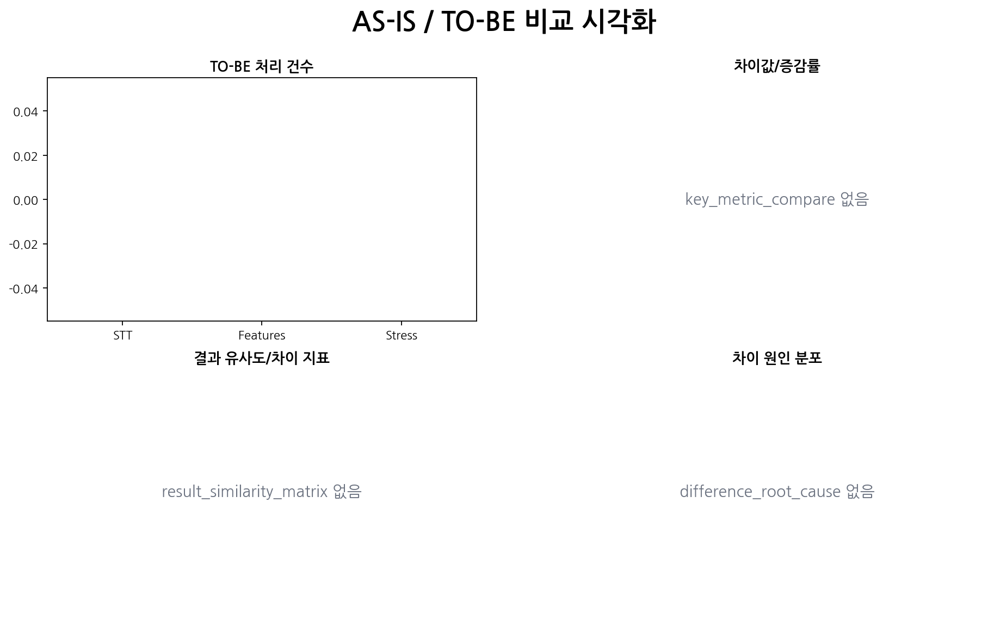 AS-IS / TO-BE 비교 시각화
TO-BE 처리 건수
0.04
0.02
0.00
-0.02
-0.04
STT
Features
Stress
차이값/증감률
key_metric_compare 없음
결과 유사도/차이 지표
result_similarity_matrix 없음
차이 원인 분포
difference_root_cause 없음